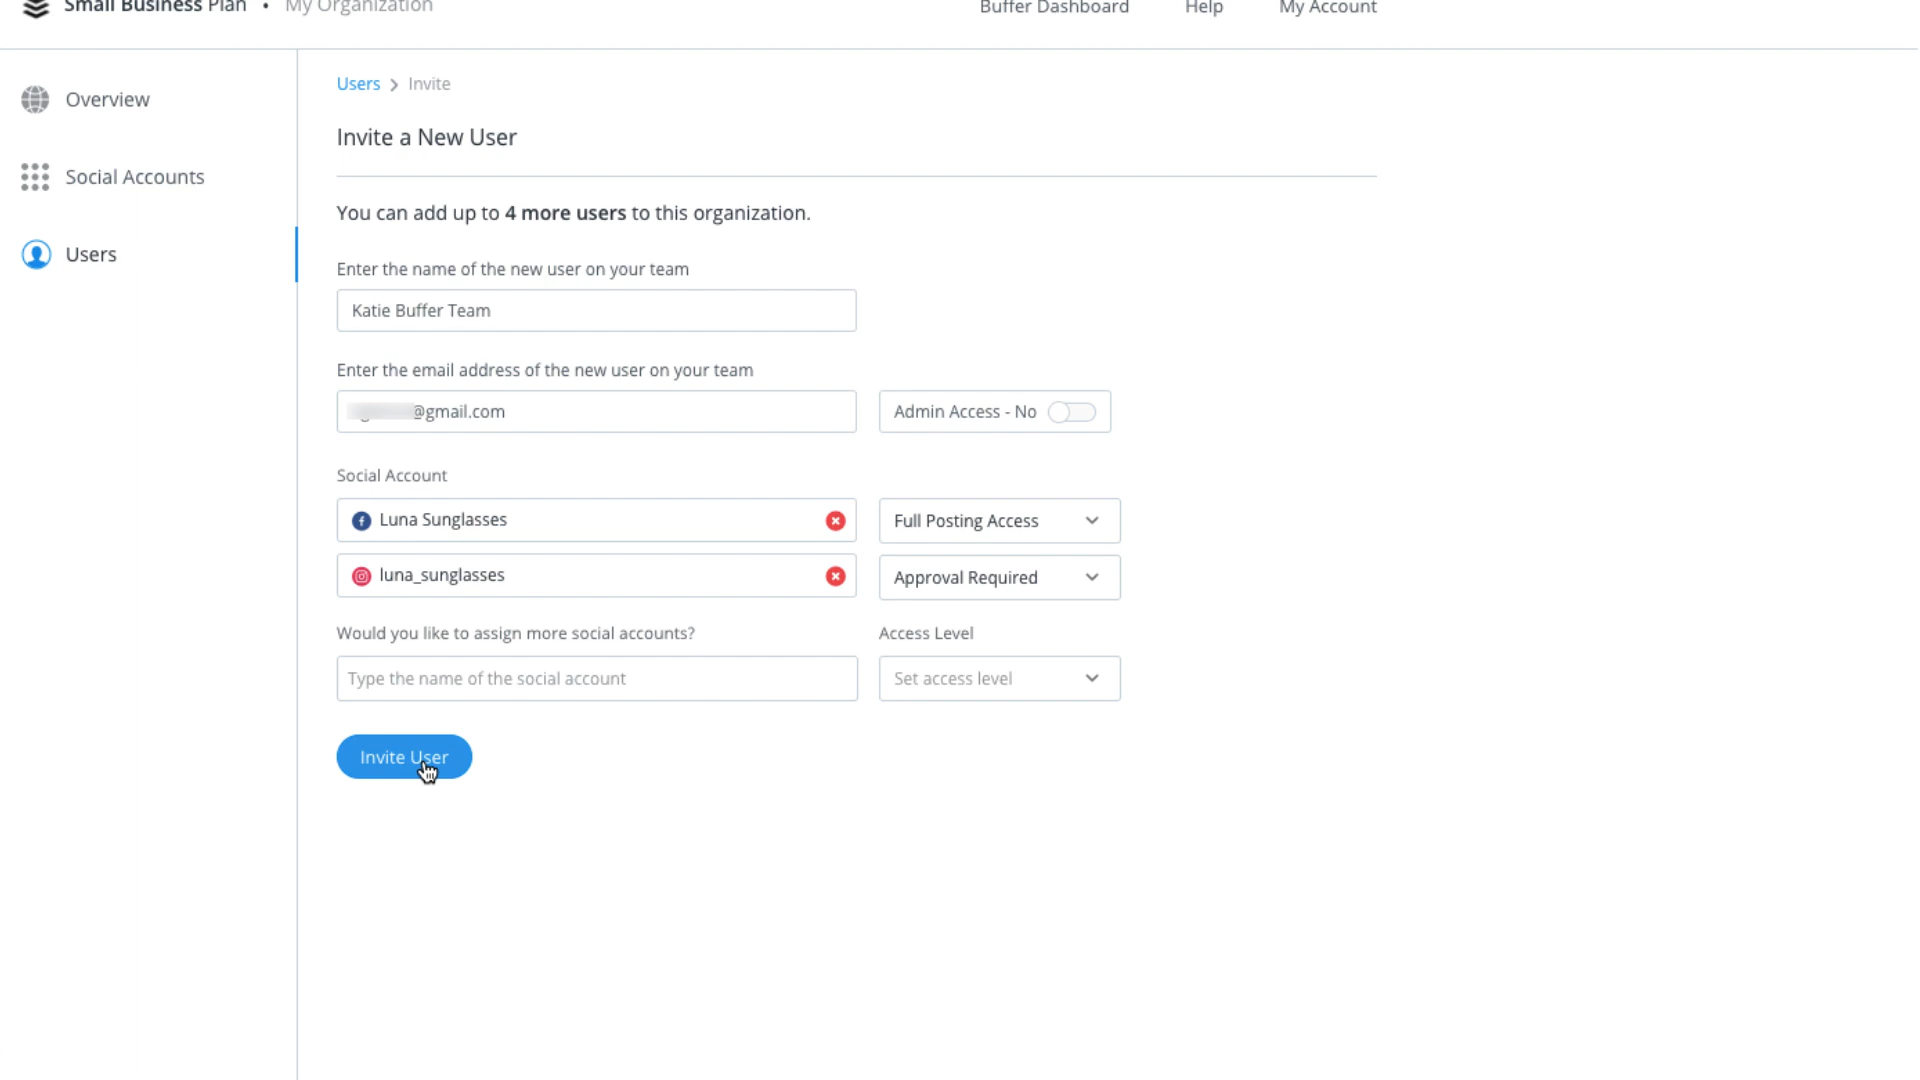 Small Business Plan • My Organization
Buffer Dashboard
Help
My Account
Overview
Social Accounts
Users
Users > Invite
Invite a New User
You can add up to 4 more users to this organization.
Enter the name of the new user on your team
Katie Buffer Team
Enter the email address of the new user on your team
@gmail.com
Admin Access - No
Social Account
Luna Sunglasses
Full Posting Access
luna_sunglasses
Approval Required
Would you like to assign more social accounts?
Access Level
Type the name of the social account
Set access level
Invite User